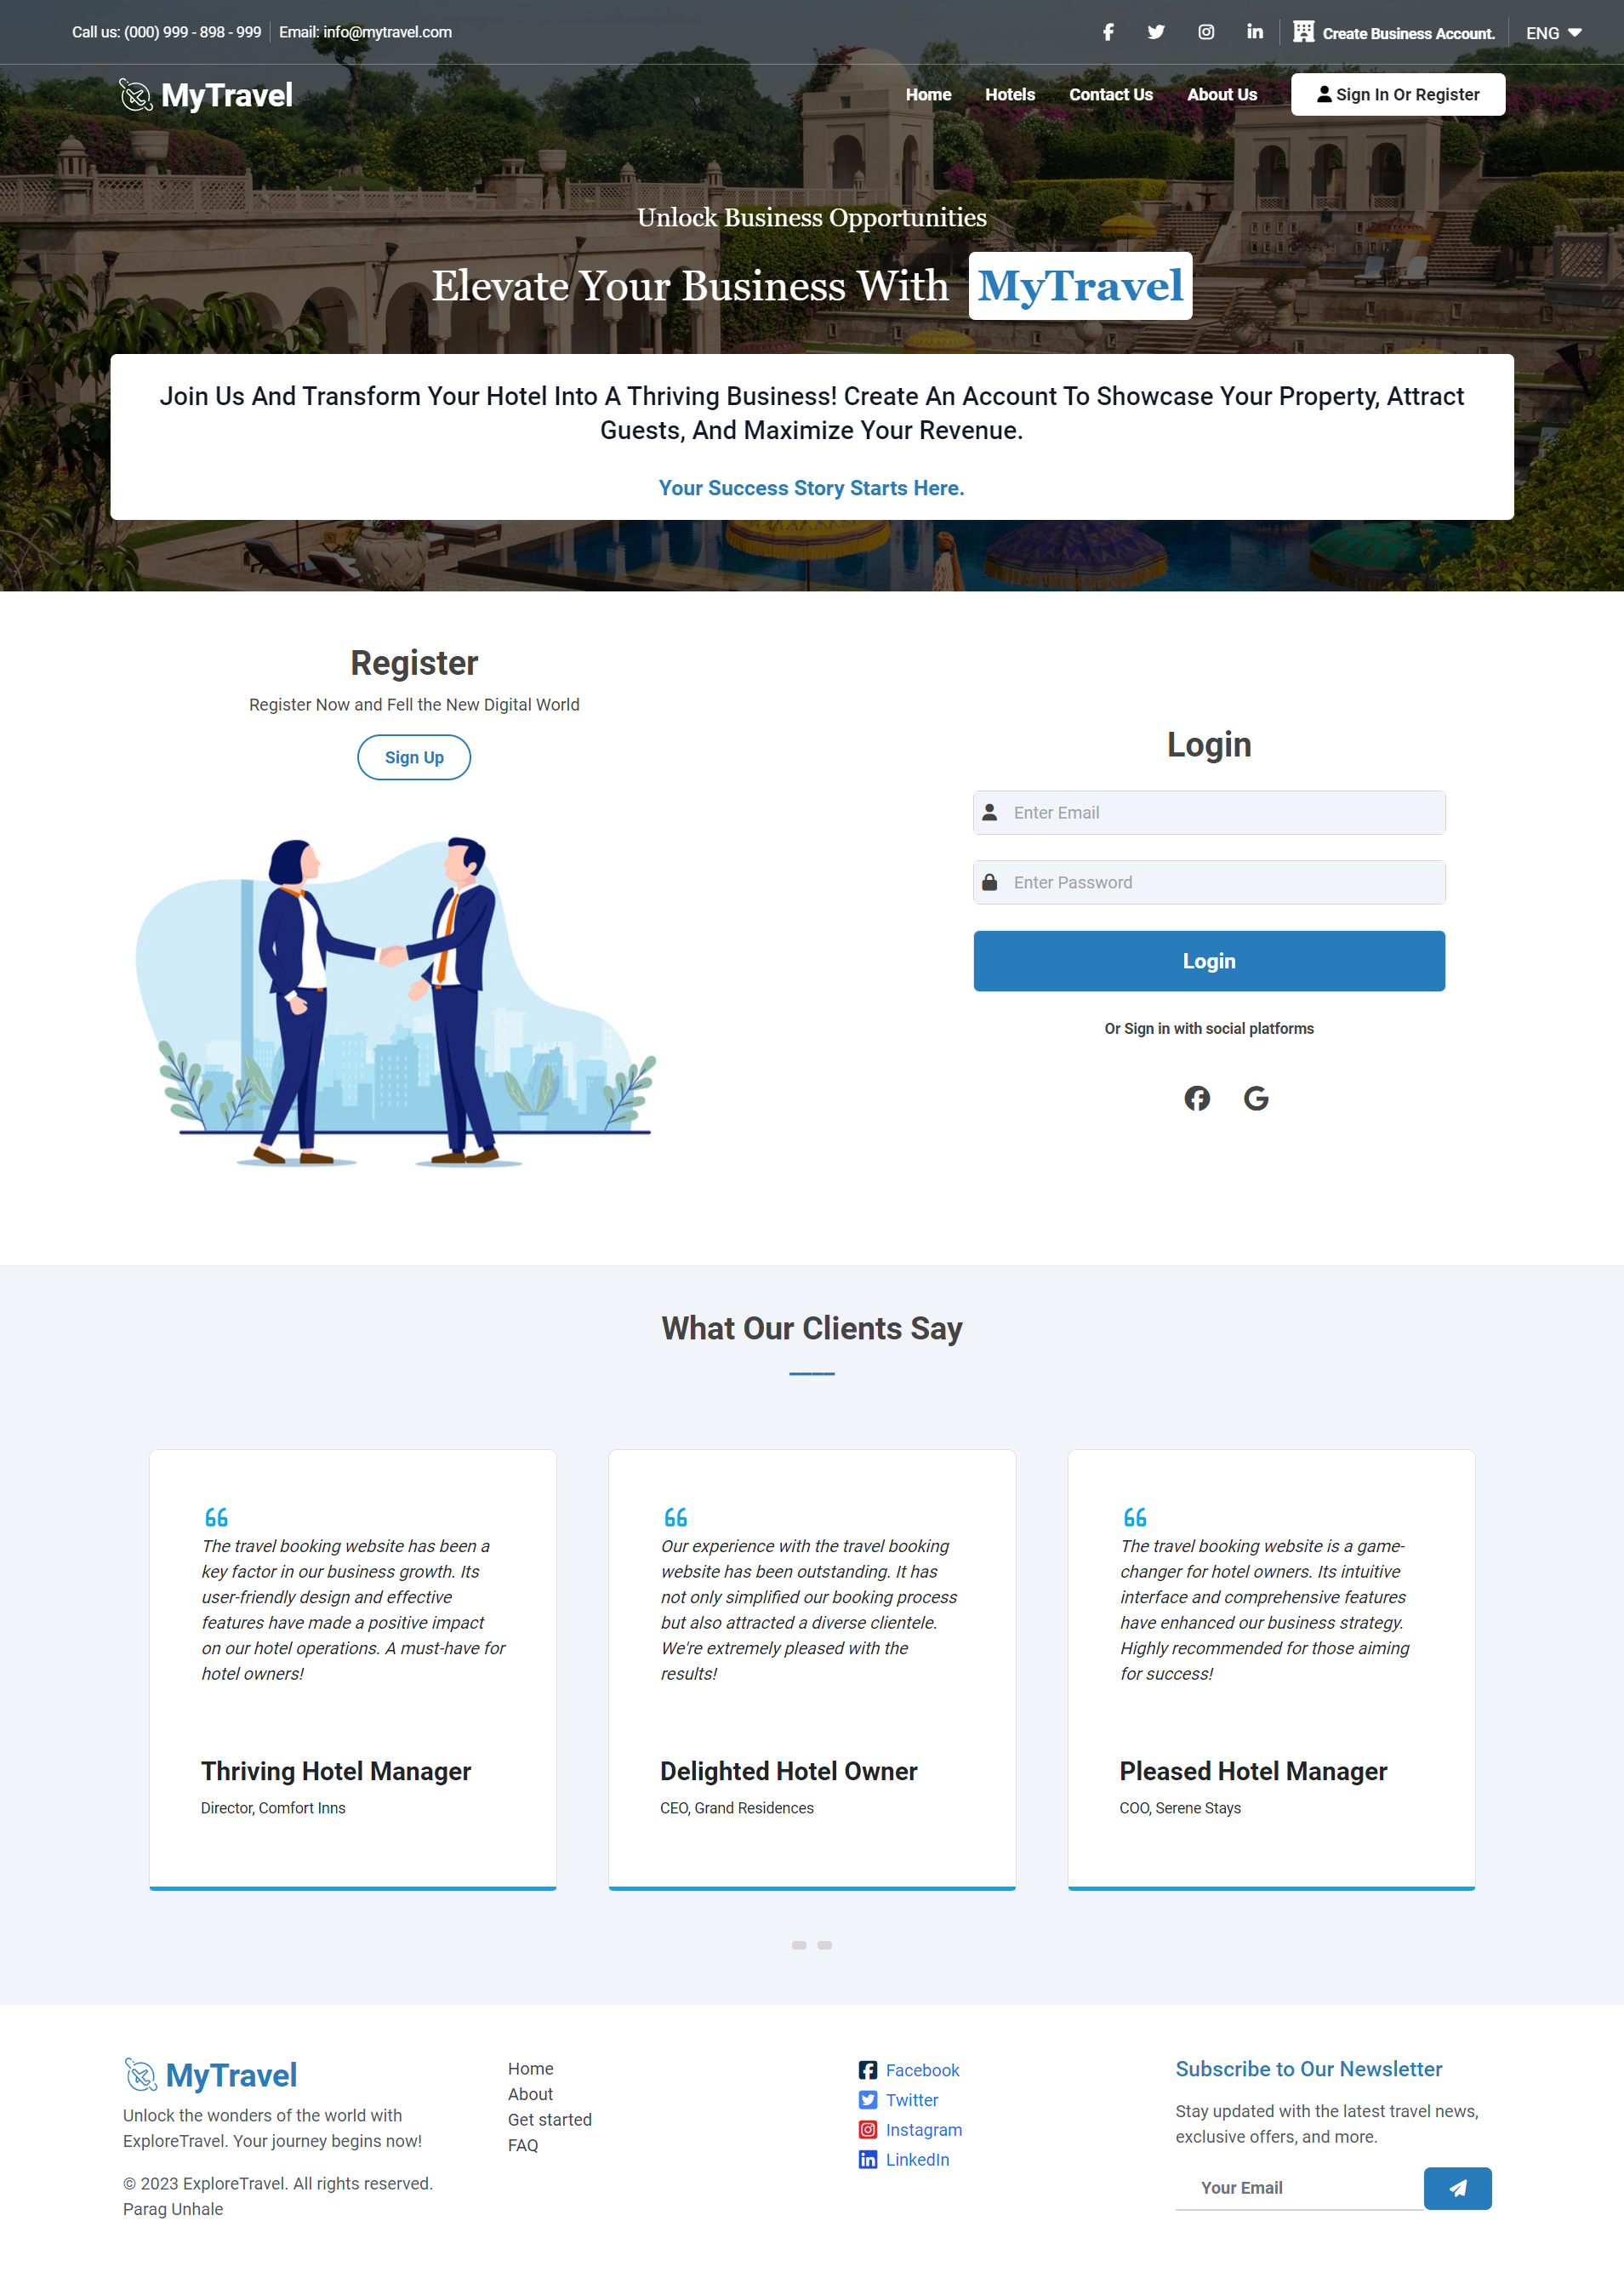 Call us: (000) 999 - 898 - 999 Email: info@mytravel.com
Create Business Account. ENG
MyTravel
Home Hotels Contact Us About Us Sign In Or Register
Unlock Business Opportunities
Elevate Your Business With MyTravel
Join Us And Transform Your Hotel Into A Thriving Business! Create An Account To Showcase Your Property, Attract
Guests, And Maximize Your Revenue.
Your Success Story Starts Here.
Register
Register Now and Fell the New Digital World
Sign Up
Login
Enter Email
Enter Password
Login
Or Sign in with social platforms
What Our Clients Say
The travel booking website has been a
key factor in our business growth. Its
user-friendly design and effective
features have made a positive impact
on our hotel operations. A must-have for
hotel owners!
Thriving Hotel Manager
Director, Comfort Inns
Our experience with the travel booking
website has been outstanding. It has
not only simplified our booking process
but also attracted a diverse clientele.
We're extremely pleased with the
results!
Delighted Hotel Owner
CEO, Grand Residences
The travel booking website is a game-
changer for hotel owners. Its intuitive
interface and comprehensive features
have enhanced our business strategy.
Highly recommended for those aiming
for success!
Pleased Hotel Manager
COO, Serene Stays
MyTravel
Unlock the wonders of the world with
ExploreTravel. Your journey begins now!
© 2023 ExploreTravel. All rights reserved.
Parag Unhale
Home
About
Get started
FAQ
Facebook
Twitter
Instagram
LinkedIn
Subscribe to Our Newsletter
Stay updated with the latest travel news,
exclusive offers, and more.
Your Email